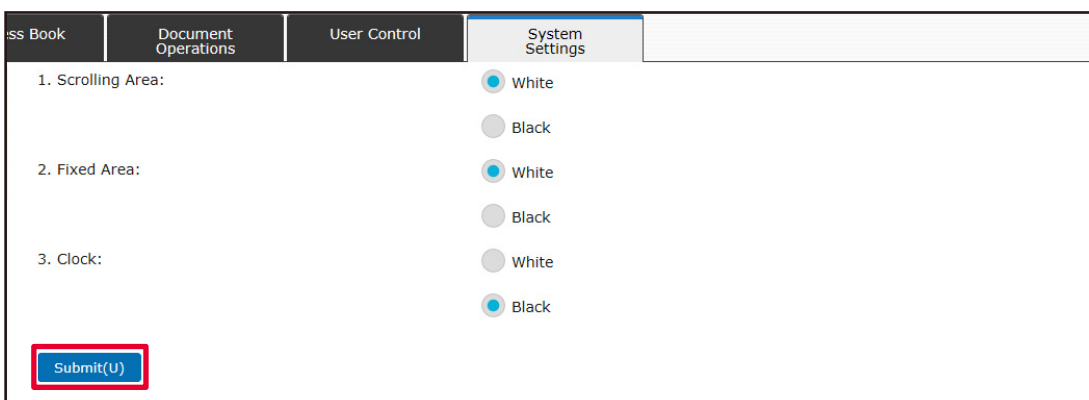 Book
Document
Operations
User Control
System
Settings
1. Scrolling Area:
White
Black
2. Fixed Area:
White
Black
3. Clock:
White
Black
Submit(U)